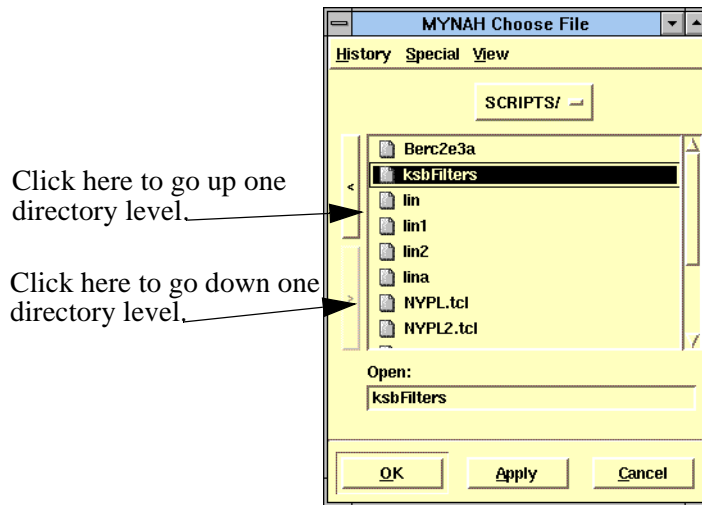 MYNAH Choose File
History Special View
SCRIPTS/
Click here to go up one
directory level.
Click here to go down one
directory level.
<
>
Berc2e3a
ksbFilters
lin
lin1
lin2
lina
NYPL.tcl
NYPL2.tcl
Open:
ksbFilters
OK Apply Cancel